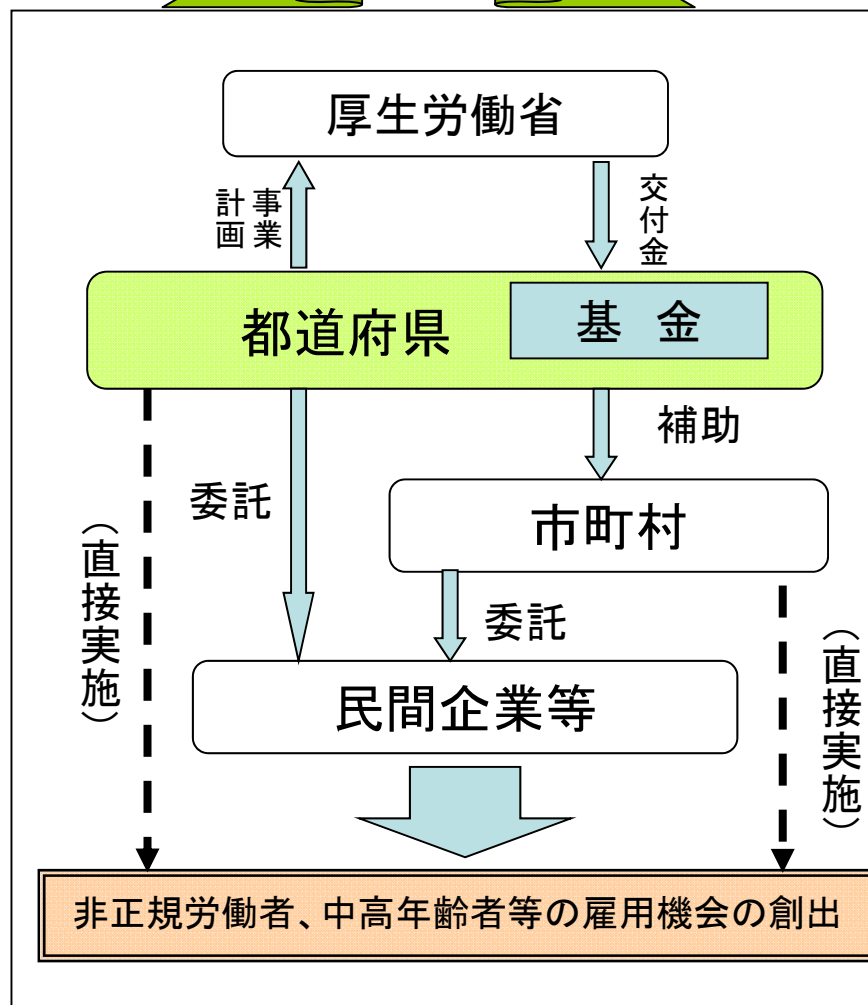 厚生労働省
事業
計画
交付金
都道府県
基 金
補助
委託
市町村
(直接実施)
委託
(直接実施)
民間企業等
非正規労働者、中高年齢者等の雇用機会の創出